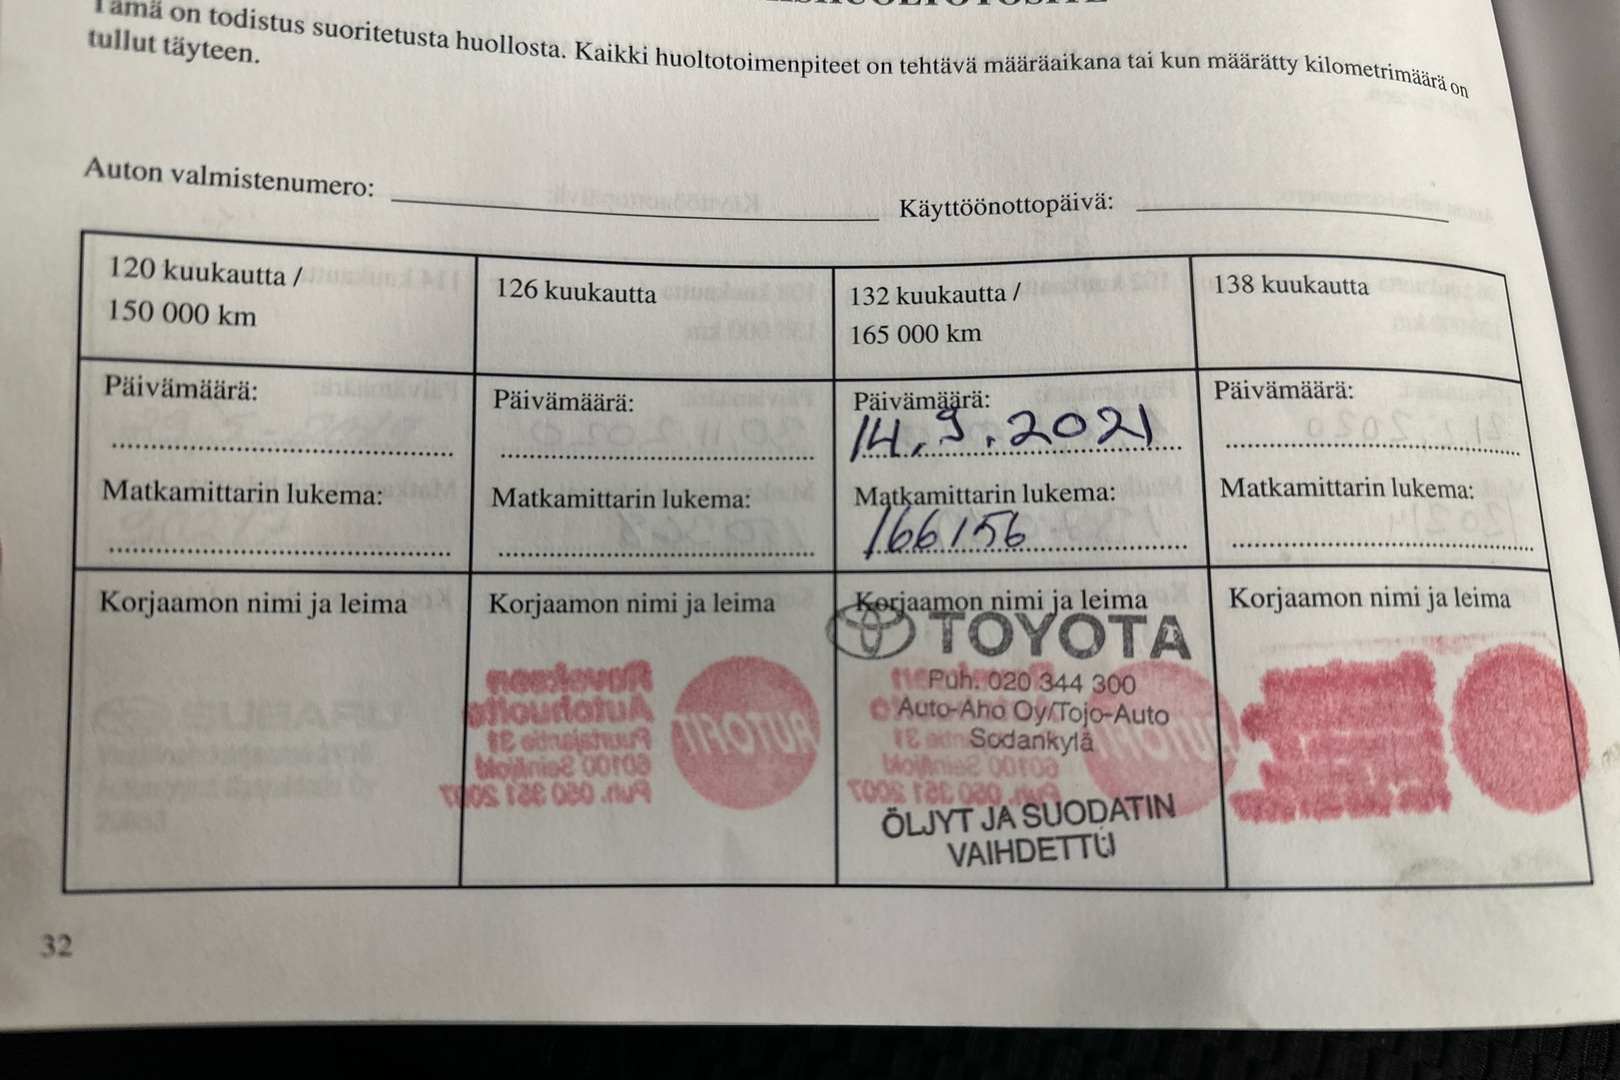 Tämä on todistus suoritetusta huollosta. Kaikki huoltotoimenpiteet on tehtävä määräaikana tai kun määrätty kilometrimäärä on
tullut täyteen.
Auton valmistenumero:
Käyttöönottopäivä:
120 kuukautta /
150 000 km
126 kuukautta
132 kuukautta /
165 000 km
138 kuukautta
Päivämäärä:
Päivämäärä:
Päivämäärä:
14.9.2021
Päivämäärä:
Matkamittarin lukema:
Matkamittarin lukema:
Matkamittarin lukema:
166156
Matkamittarin lukema:
Korjaamon nimi ja leima
Korjaamon nimi ja leima
Korjaamon nimi ja leima
TOYOTA
Puh. 020 344 300
Auto-Aho Oy/Tojo-Auto
Sodankylä
ÖLJYT JA SUODATIN
VAIHDETTU
Korjaamon nimi ja leima
32